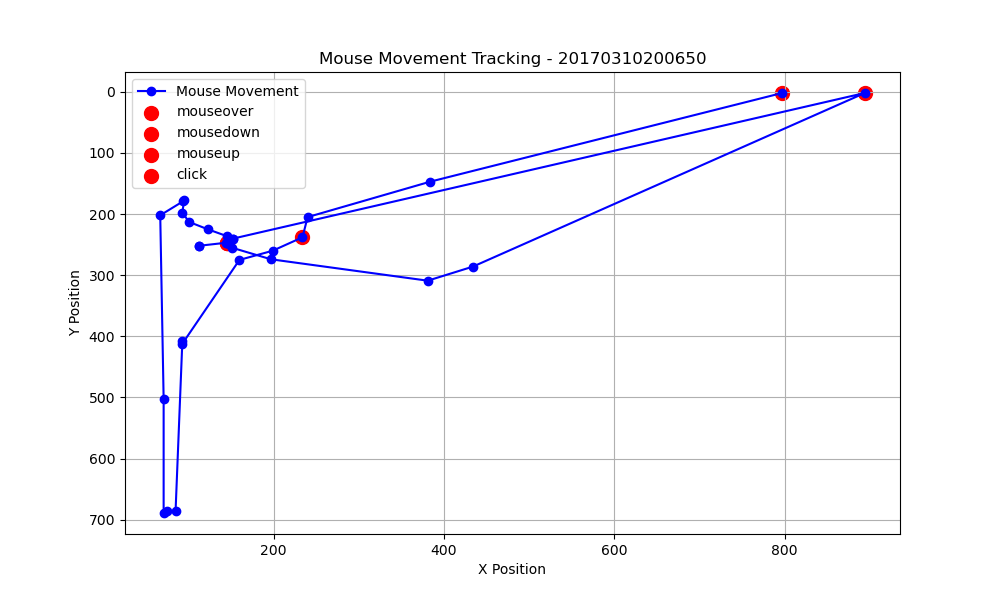 Mouse Movement Tracking - 20170310200650
Mouse Movement
mouseover
mousedown
mouseup
click
0
100
200
300
400
500
600
700
Y Position
200
400
600
800
X Position